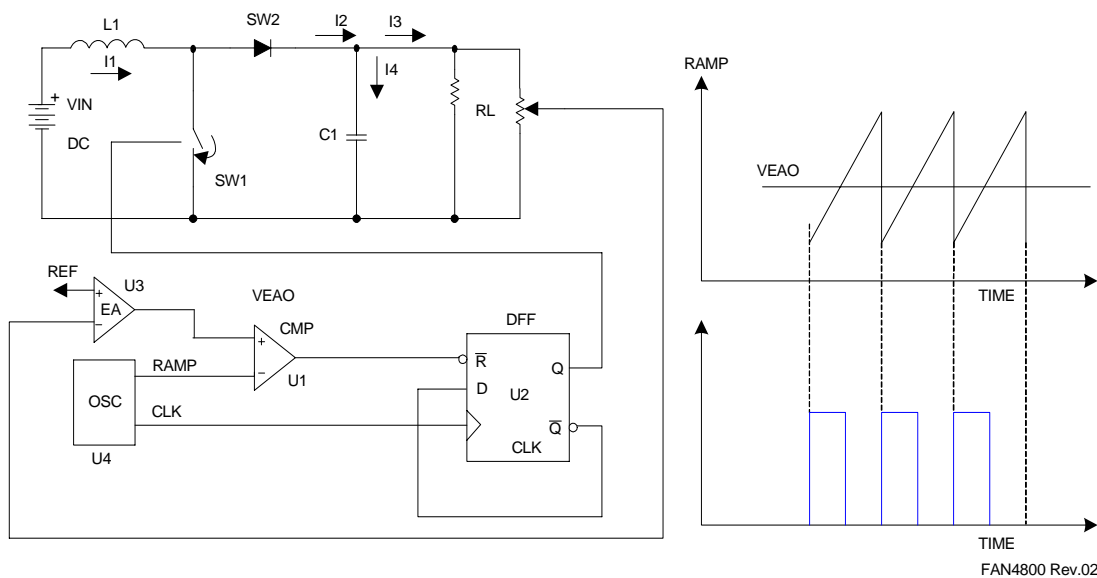 L1
SW2
I2
I3
I1
I4
+
VIN
DC
C1
RL
SW1
REF
U3
+
EA
−
VEAO
CMP
+
−
U1
RAMP
OSC
CLK
U4
DFF
R
D
U2
Q
Q
CLK
RAMP
VEAO
TIME
TIME
FAN4800 Rev.02